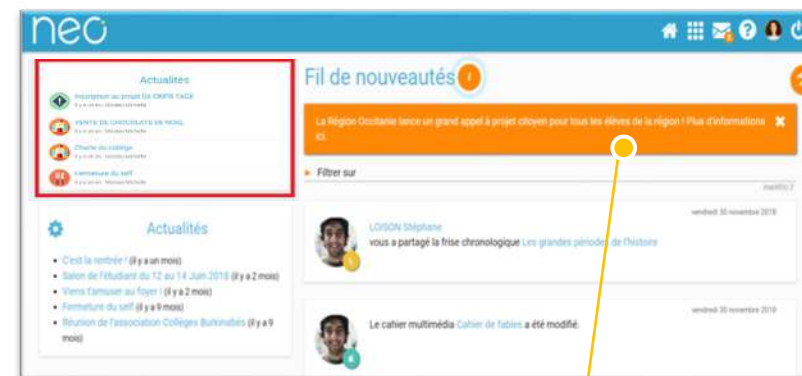 neo
Actualités
Inscription au projet
VENTE DE CHOCOLATS DE NOEL
Charte du collège
Fermeture du self
Actualités
C'est la rentrée ! (il y a un mois)
Salon de l'étudiant du 12 au 14 Juin 2018 (il y a 2 mois)
Viens t'amuser au foyer ! (il y a 2 mois)
Fermeture du self (il y a 9 mois)
Réunion de l'association Collèges Burkinabés (il y a 9
mois)
Fil de nouveautés
La Région Occitanie lance un grand appel à projet citoyen pour tous les élèves de la région ! Plus d'informations
ici.
Filtrer sur
vendredi 30 novembre 2018
LOISON Stéphane
vous a partagé la frise chronologique Les grandes périodes de l'histoire
vendredi 30 novembre 2018
Le cahier multimédia Cahier de fables a été modifié.